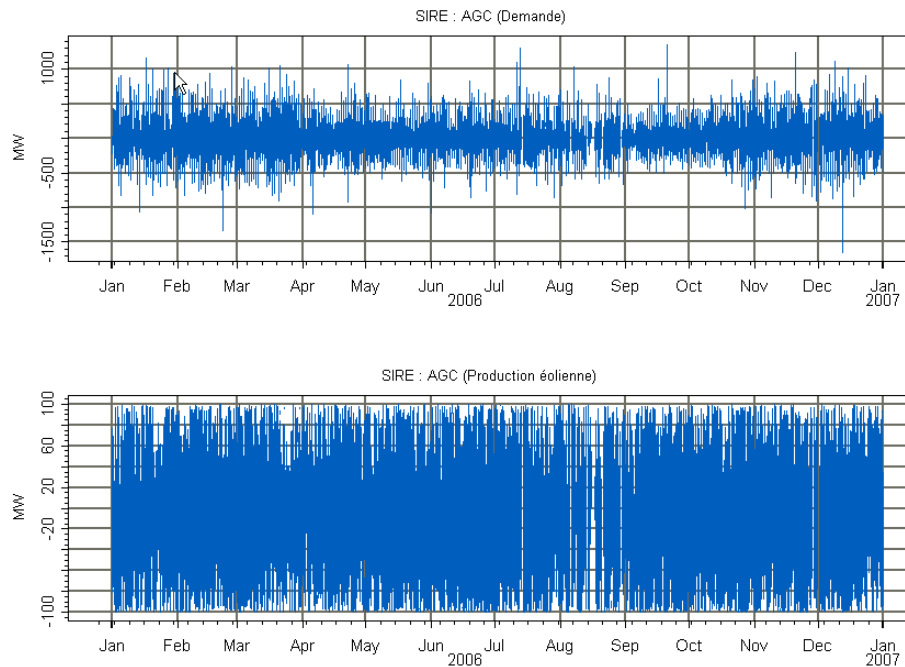 SIRE : AGC (Demande)
1000
-500
-1500
MW
Jan Feb Mar Apr May Jun Jul Aug Sep Oct Nov Dec Jan
2006 2007
SIRE : AGC (Production éolienne)
100
60
20
-20
-100
MW
Jan Feb Mar Apr May Jun Jul Aug Sep Oct Nov Dec Jan
2006 2007